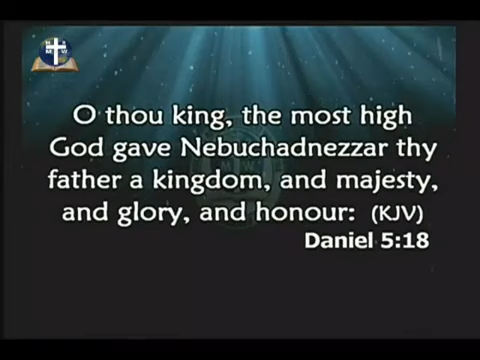 O thou king, the most high
God gave Nebuchadnezzar thy
father a kingdom, and majesty,
and glory, and honour: (KJV)
Daniel 5:18